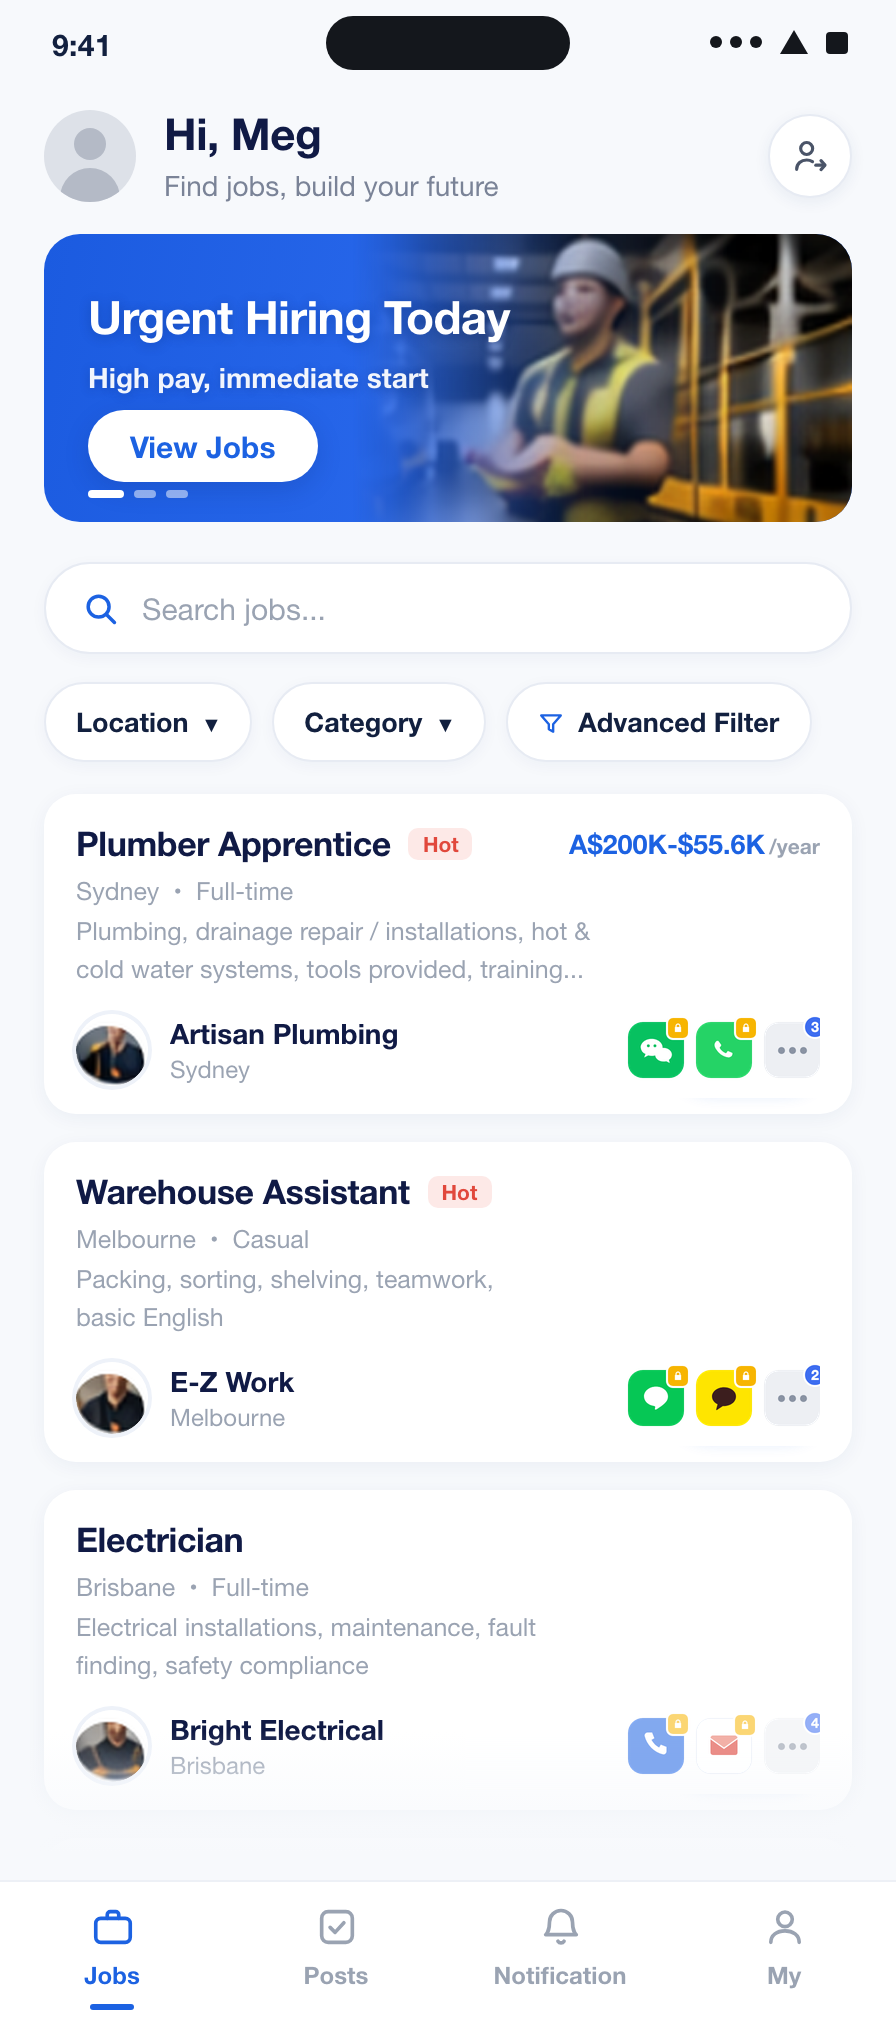 9:41
Hi, Meg
Find jobs, build your future
Urgent Hiring Today
High pay, immediate start
View Jobs
Search jobs...
Location ▼
Category ▼
Advanced Filter
Plumber Apprentice Hot A$200K-$55.6K /year
Sydney • Full-time
Plumbing, drainage repair / installations, hot &
cold water systems, tools provided, training...
Artisan Plumbing
Sydney
3
Warehouse Assistant Hot
Melbourne • Casual
Packing, sorting, shelving, teamwork,
basic English
E-Z Work
Melbourne
2
Electrician
Brisbane • Full-time
Electrical installations, maintenance, fault
finding, safety compliance
Bright Electrical
Brisbane
4
Jobs
Posts
Notification
My